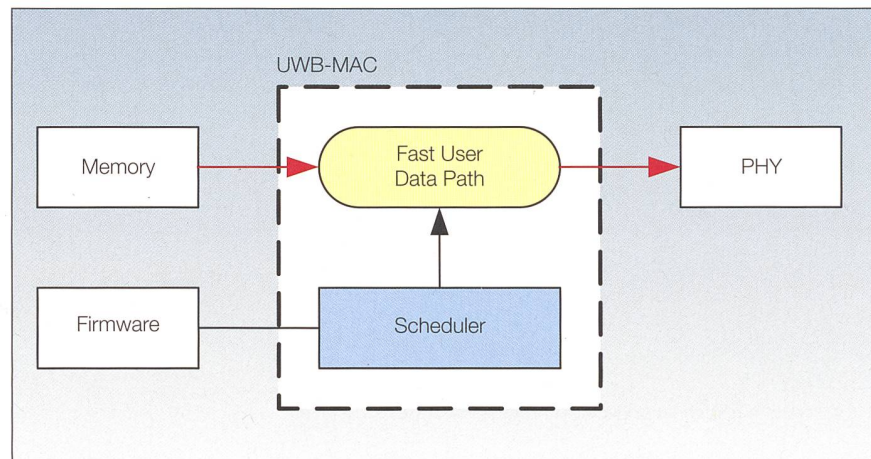 UWB-MAC
Memory
Fast User
Data Path
PHY
Firmware
Scheduler